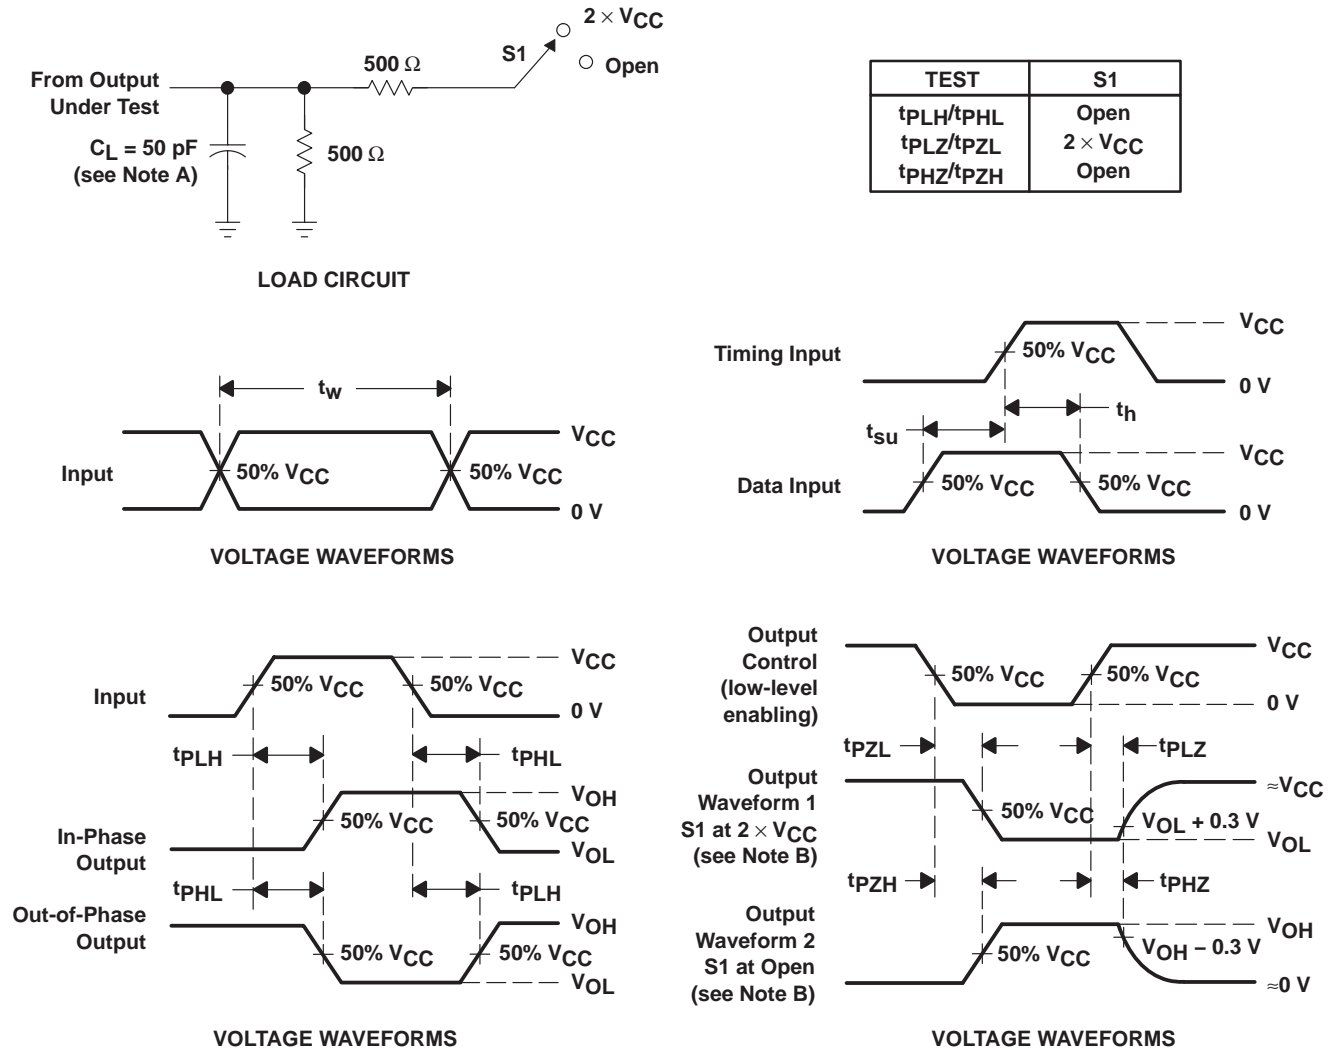 2 × VCC
S1
Open
500 Ω
From Output
Under Test
CL = 50 pF
(see Note A)
500 Ω
LOAD CIRCUIT
TEST S1
tPLH/tPHL Open
tPLZ/tPZL 2 × VCC
tPHZ/tPZH Open
tw
Input
VCC
50% VCC
50% VCC
0 V
VOLTAGE WAVEFORMS
Timing Input
50% VCC
VCC
0 V
th
tsu
Data Input
50% VCC
50% VCC
VCC
0 V
VOLTAGE WAVEFORMS
Input
50% VCC
50% VCC
VCC
0 V
tPLH
tPHL
In-Phase
Output
50% VCC
50% VCC
VOH
VOL
tPHL
tPLH
Out-of-Phase
Output
50% VCC
50% VCC
VOH
VOL
VOLTAGE WAVEFORMS
Output
Control
(low-level
enabling)
50% VCC
50% VCC
VCC
0 V
tPZL
tPLZ
Output
Waveform 1
S1 at 2 × VCC
(see Note B)
50% VCC
VOL + 0.3 V
≈VCC
VOL
tPZH
tPHZ
Output
Waveform 2
S1 at Open
(see Note B)
50% VCC
VOH − 0.3 V
VOH
≈0 V
VOLTAGE WAVEFORMS